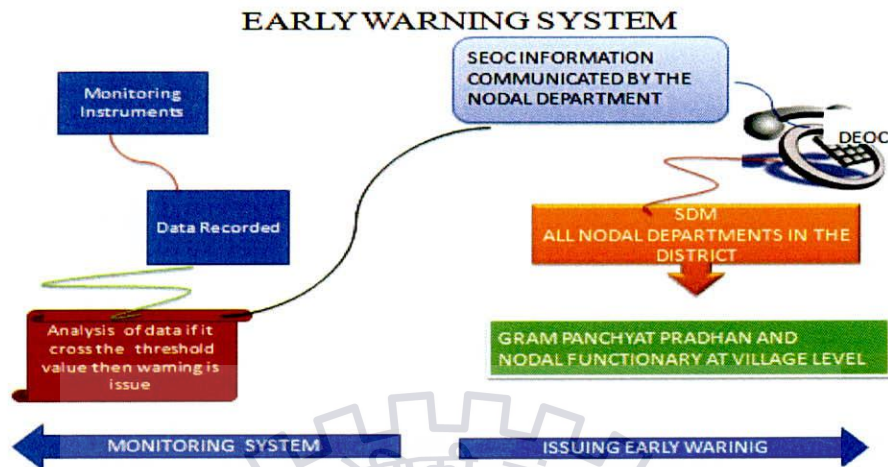 EARLY WARNING SYSTEM
Monitoring
Instruments
Data Recorded
Analysis of data if it
cross the threshold
value then warning is
issue
SEOC INFORMATION
COMMUNICATED BY THE
NODAL DEPARTMENT
DEOC
SDM
ALL NODAL DEPARTMENTS IN THE
DISTRICT
GRAM PANCHYAT PRADHAN AND
NODAL FUNCTIONARY AT VILLAGE LEVEL
MONITORING SYSTEM
ISSUING EARLY WARINIG